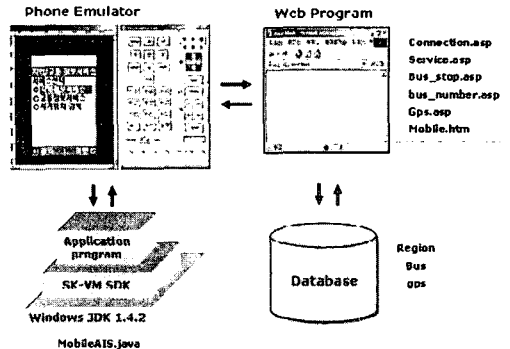 Phone Emulator
Web Program
Connection.asp
Service.asp
Bus_stop.asp
bus_number.asp
Gps.asp
Mobile.htm
Application
program
SK-VM SDK
Windows JDK 1.4.2
MobileAIS.java
Database
Region
Bus
gps